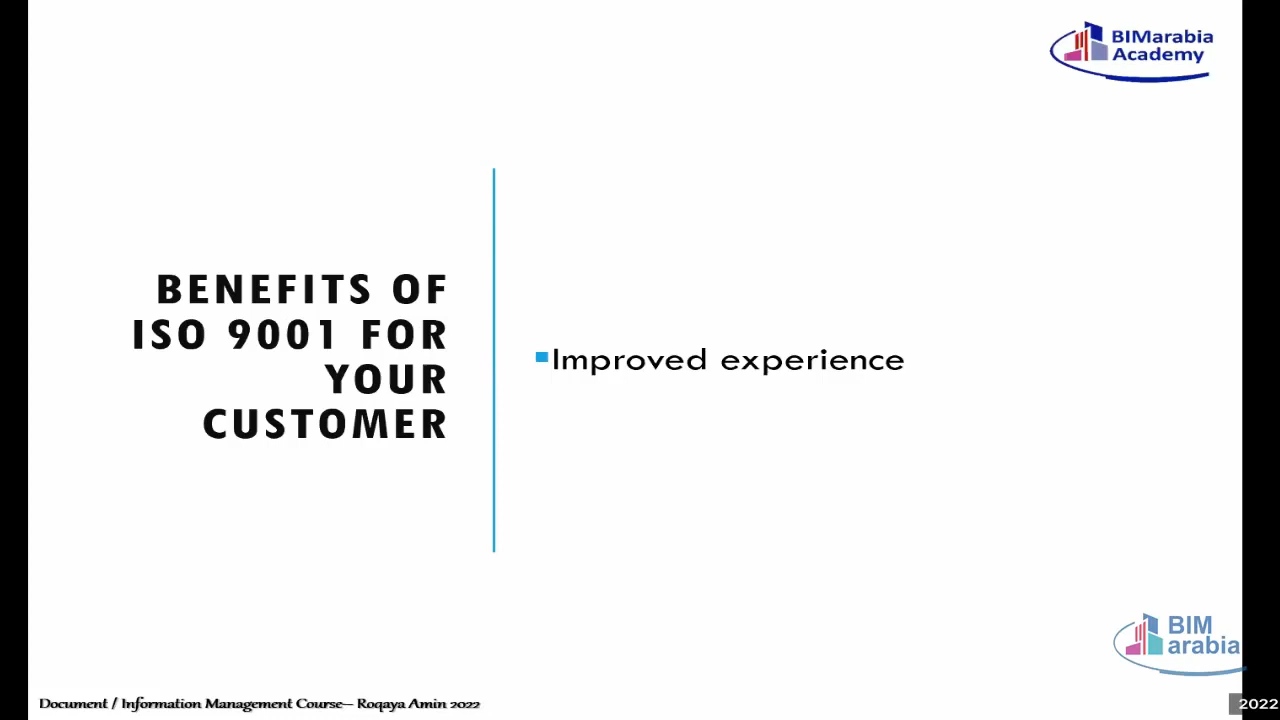 BIMarabia
Academy
BENEFITS OF
ISO 9001 FOR
YOUR
CUSTOMER
Improved experience
BIM
arabia
Document / Information Management Course– Roqaya Amin 2022
2022